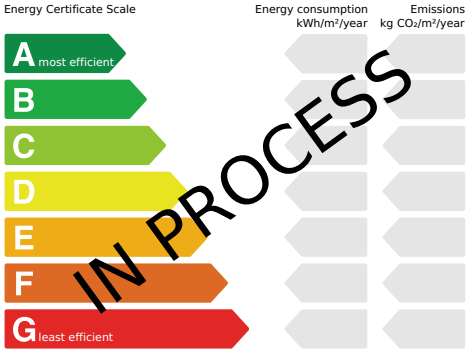 Energy Certificate Scale
Energy consumption
kWh/m²/year
Emissions
kg CO₂/m²/year
A most efficient
B
C
D
E
F
G least efficient
IN PROCESS